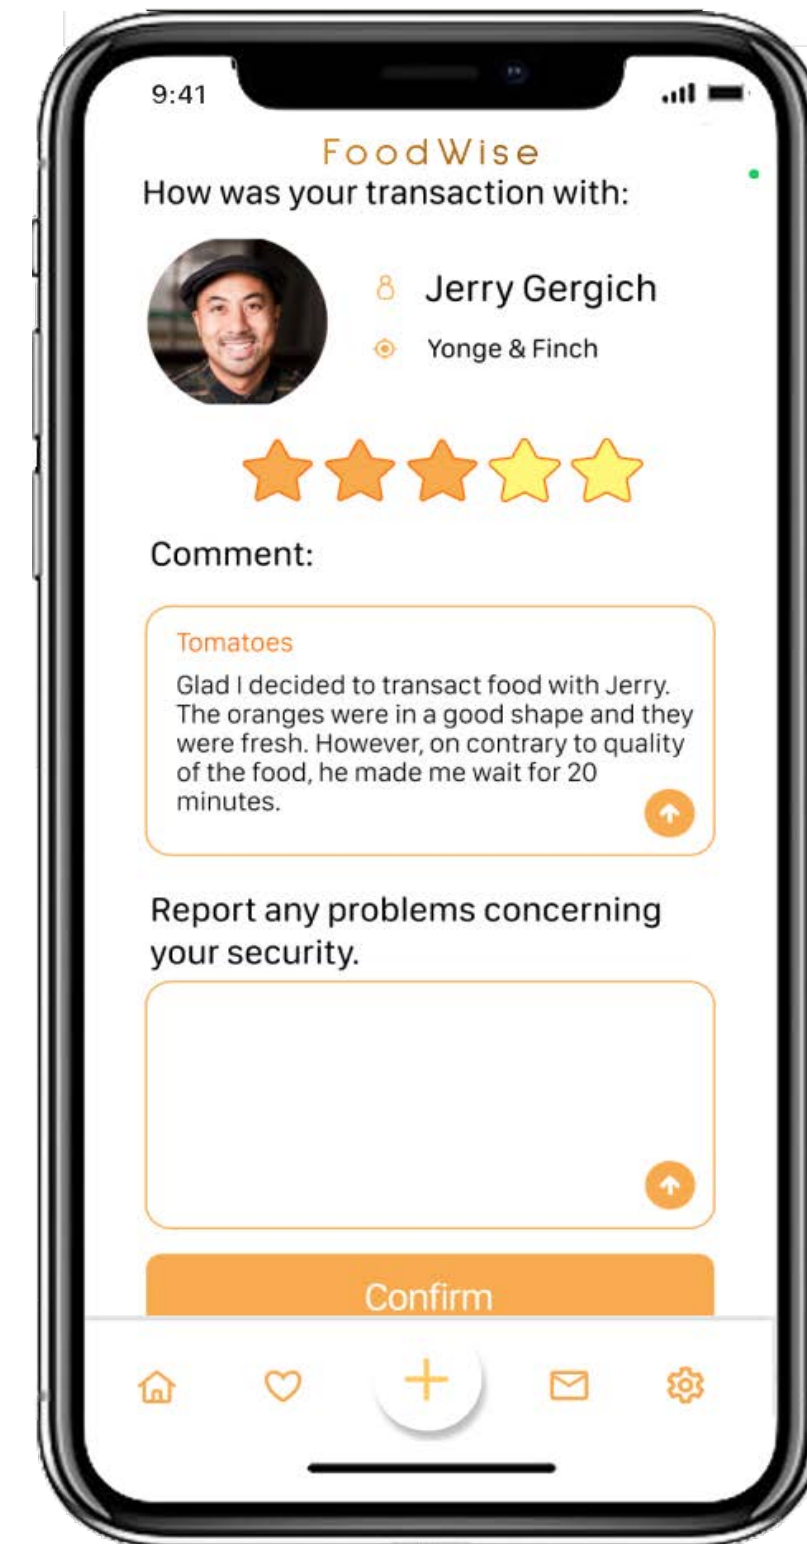 9:41
FoodWise
How was your transaction with:
Jerry Gergich
Yonge & Finch
Comment:
Tomatoes
Glad I decided to transact food with Jerry.
The oranges were in a good shape and they
were fresh. However, on contrary to quality
of the food, he made me wait for 20
minutes.
Report any problems concerning
your security.
Confirm